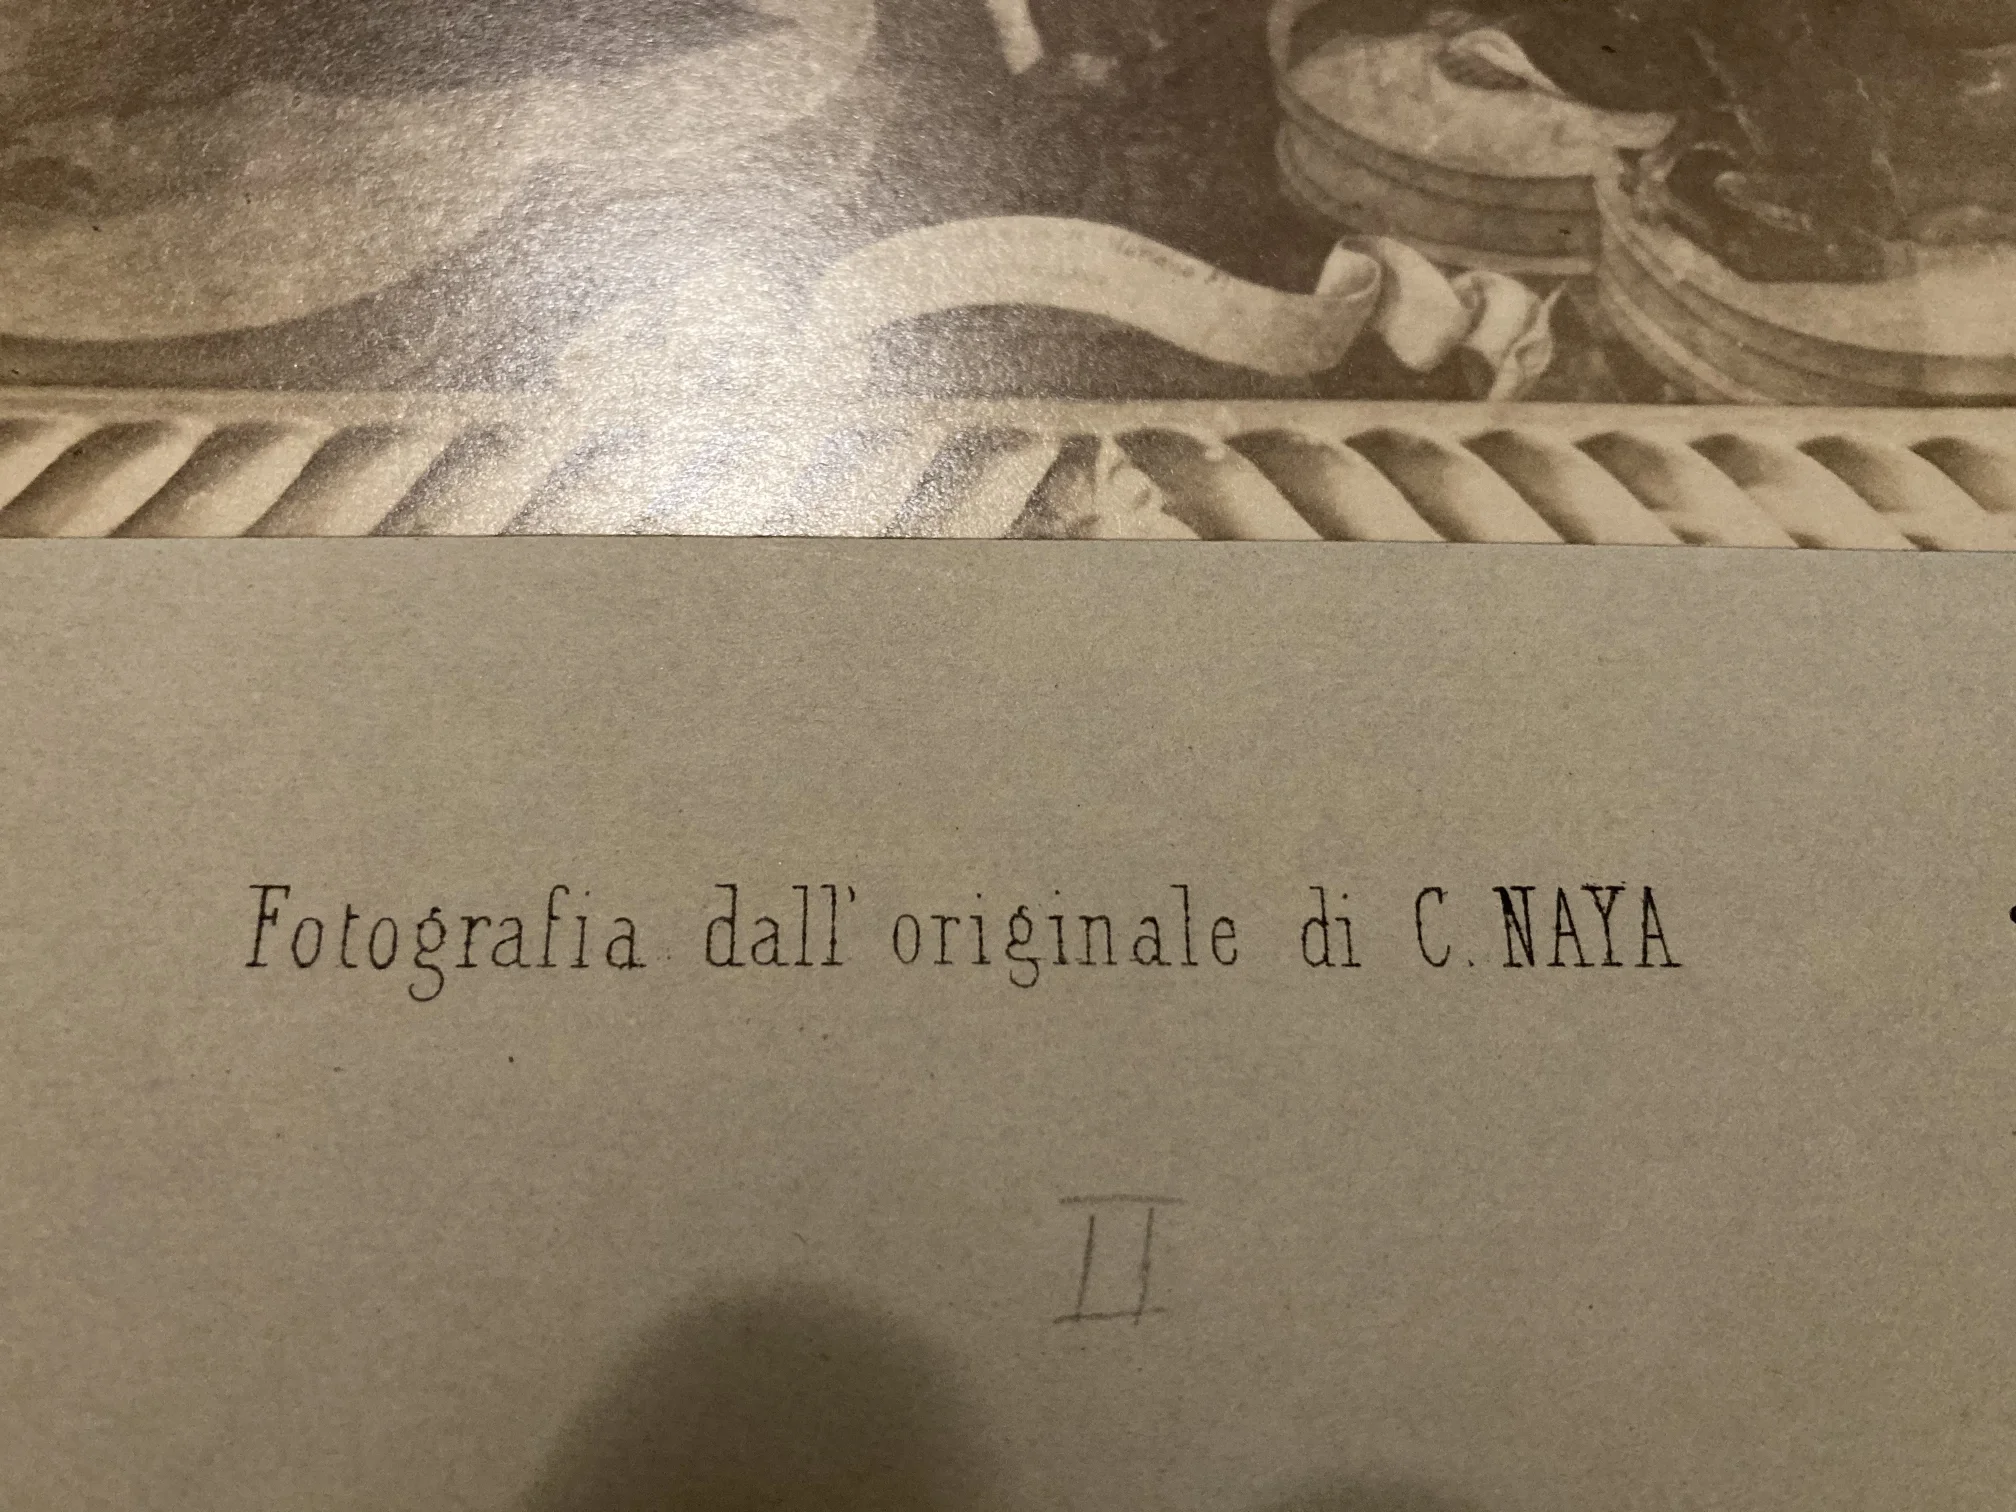 Fotografia dall' originale di C. NAYA
II